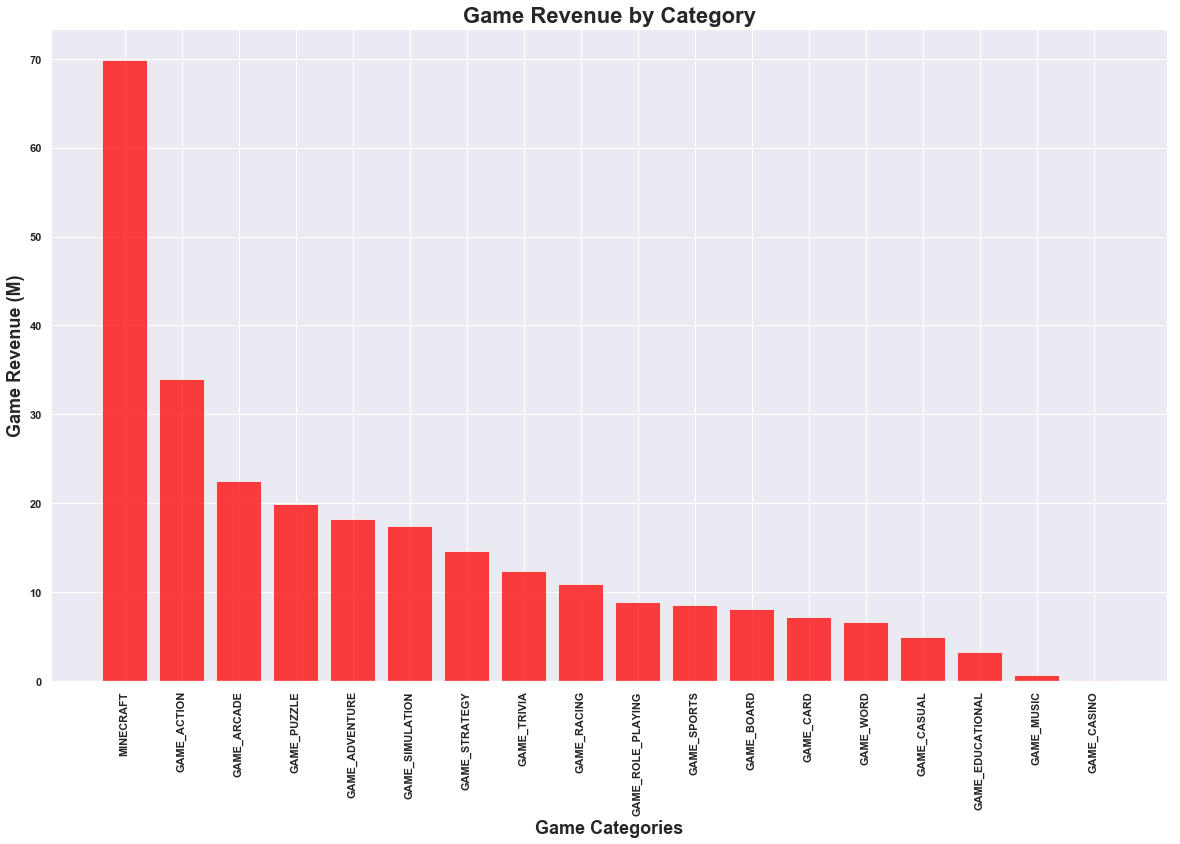 Game Revenue by Category
Game Revenue (M)
70
60
50
40
30
20
10
0
MINECRAFT
GAME_ACTION
GAME_ARCADE
GAME_PUZZLE
GAME_ADVENTURE
GAME_SIMULATION
GAME_STRATEGY
GAME_TRIVIA
GAME_RACING
GAME_ROLE_PLAYING
GAME_SPORTS
GAME_BOARD
GAME_CARD
GAME_WORD
GAME_CASUAL
GAME_EDUCATIONAL
GAME_MUSIC
GAME_CASINO
Game Categories